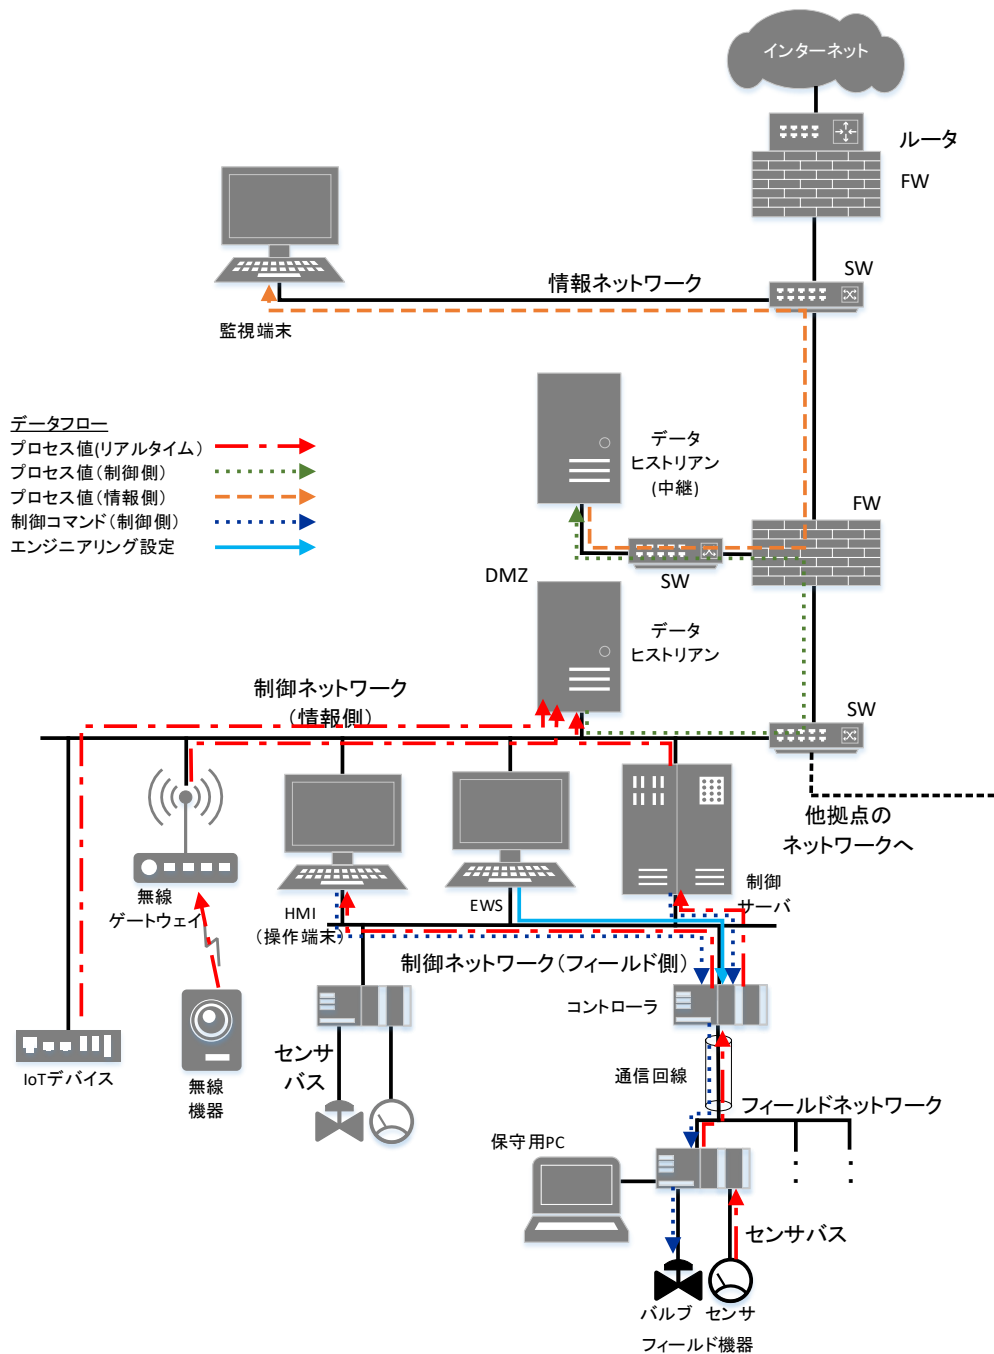 インターネット
ルータ
FW
SW
情報ネットワーク
監視端末
データフロー
プロセス値(リアルタイム)
プロセス値(制御側)
プロセス値(情報側)
制御コマンド(制御側)
エンジニアリング設定
データ
ヒストリアン
(中継)
FW
SW
DMZ
データ
ヒストリアン
制御ネットワーク
(情報側)
SW
他拠点の
ネットワークへ
無線
ゲートウェイ
HMI
(操作端末)
EWS
制御
サーバ
制御ネットワーク(フィールド側)
コントローラ
センサ
バス
IoTデバイス
無線
機器
通信回線
フィールドネットワーク
保守用PC
センサバス
バルブ
センサ
フィールド機器